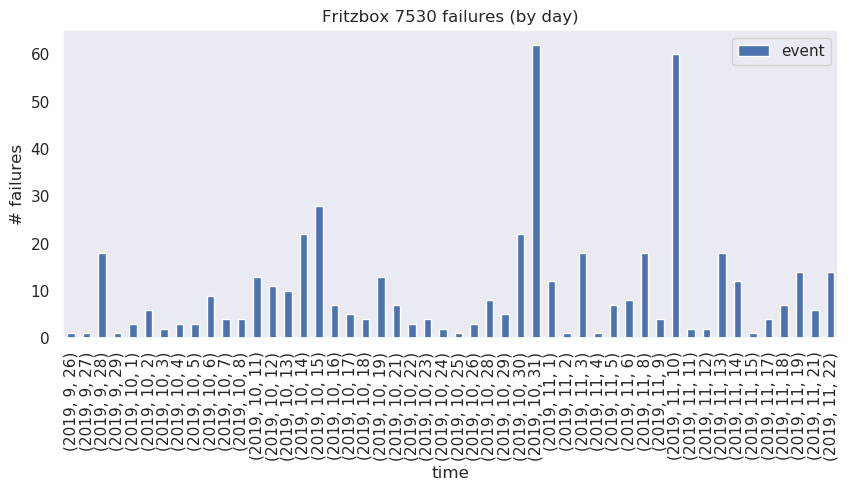 Fritzbox 7530 failures (by day)
event
# failures
60
50
40
30
20
10
0
(2019, 9, 26)
(2019, 9, 27)
(2019, 9, 28)
(2019, 9, 29)
(2019, 10, 1)
(2019, 10, 2)
(2019, 10, 3)
(2019, 10, 4)
(2019, 10, 5)
(2019, 10, 6)
(2019, 10, 7)
(2019, 10, 8)
(2019, 10, 11)
(2019, 10, 12)
(2019, 10, 13)
(2019, 10, 14)
(2019, 10, 15)
(2019, 10, 16)
(2019, 10, 17)
(2019, 10, 18)
(2019, 10, 19)
(2019, 10, 21)
(2019, 10, 22)
(2019, 10, 23)
(2019, 10, 24)
(2019, 10, 25)
(2019, 10, 26)
(2019, 10, 28)
(2019, 10, 29)
(2019, 10, 30)
(2019, 10, 31)
(2019, 11, 1)
(2019, 11, 2)
(2019, 11, 3)
(2019, 11, 4)
(2019, 11, 5)
(2019, 11, 6)
(2019, 11, 8)
(2019, 11, 9)
(2019, 11, 10)
(2019, 11, 11)
(2019, 11, 12)
(2019, 11, 13)
(2019, 11, 14)
(2019, 11, 15)
(2019, 11, 17)
(2019, 11, 18)
(2019, 11, 19)
(2019, 11, 21)
(2019, 11, 22)
time